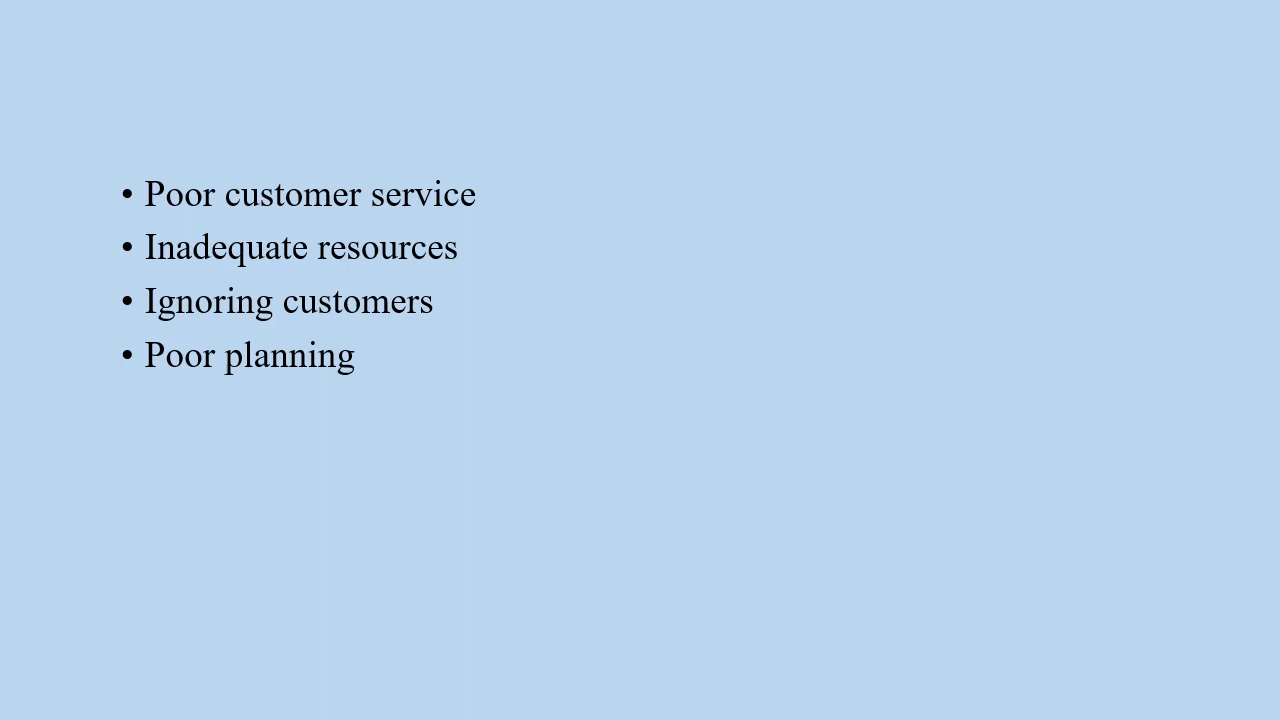 • Poor customer service
• Inadequate resources
• Ignoring customers
• Poor planning